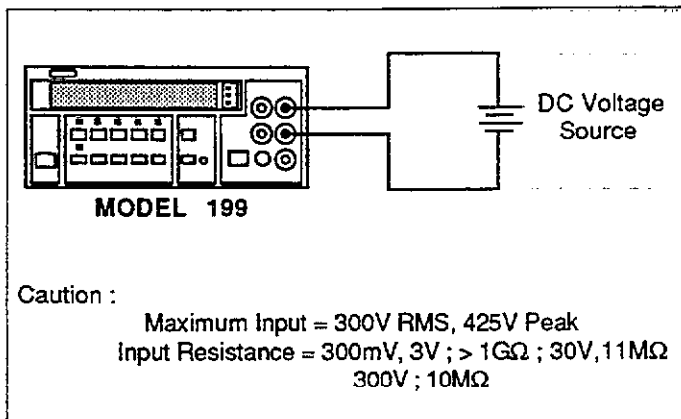 DC Voltage
Source
MODEL 199
Caution :
Maximum Input = 300V RMS, 425V Peak
Input Resistance = 300mV, 3V ; > 1GΩ ; 30V, 11MΩ
300V ; 10MΩ